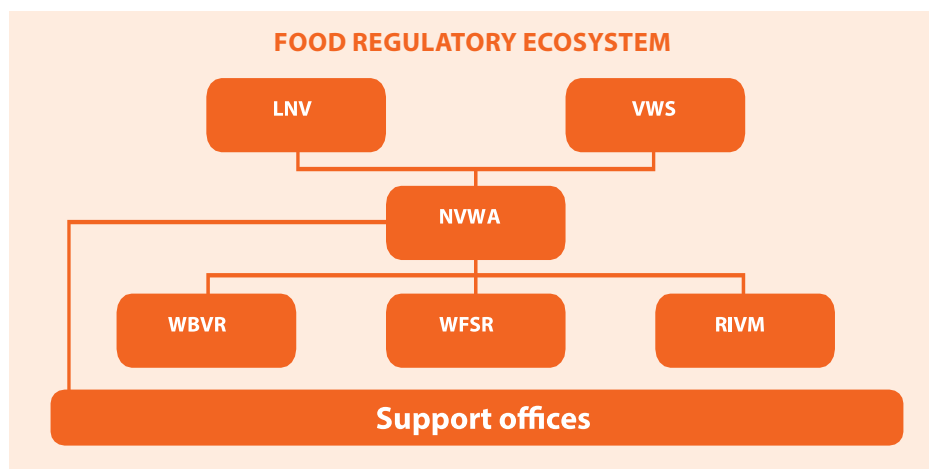 FOOD REGULATORY ECOSYSTEM
LNV
VWS
NVWA
WBVR
WFSR
RIVM
Support offices